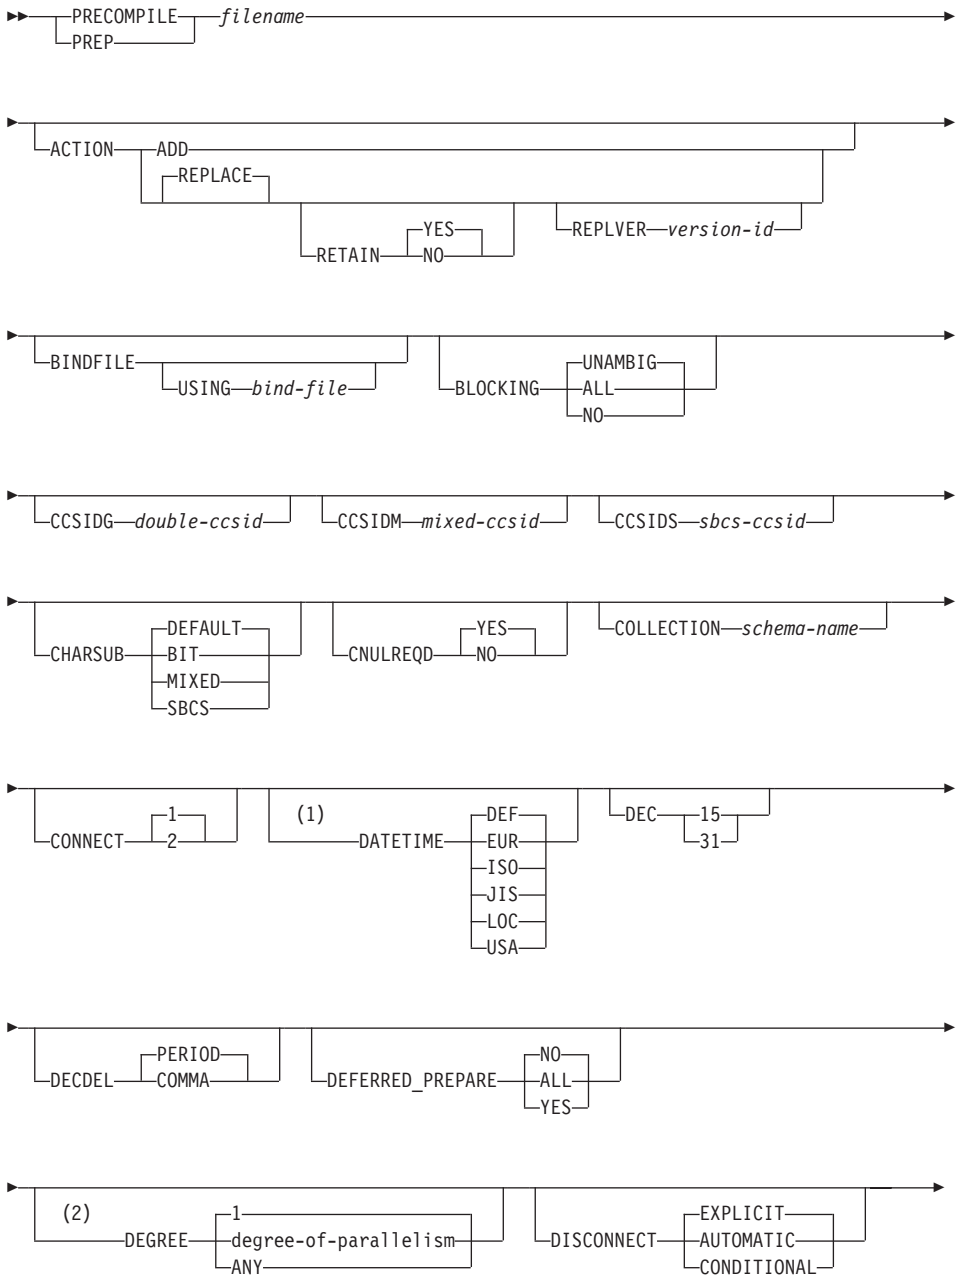 PRECOMPILE filename
PREP
ACTION ADD
REPLACE
YES REPLVER version-id
RETAIN NO
BINDFILE UNAMBIG
USING bind-file BLOCKING ALL
NO
CCSIDG double-ccsid CCSIDM mixed-ccsid CCSIDS sbcs-ccsid
DEFAULT YES COLLECTION schema-name
CHARSUB BIT CNULREQD NO
MIXED
SBCS
1 (1) DEF DEC 15
CONNECT 2 DATETIME EUR 31
ISO
JIS
LOC
USA
PERIOD NO
DECDEL COMMA DEFERRED_PREPARE ALL
YES
(2) 1 EXPLICIT
DEGREE degree-of-parallelism DISCONNECT AUTOMATIC
ANY CONDITIONAL